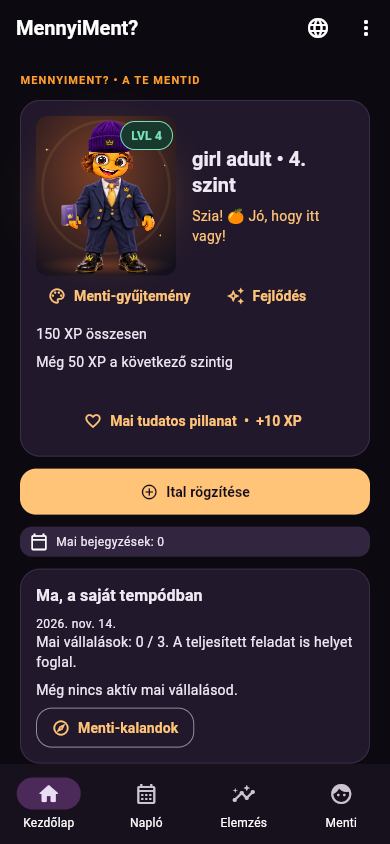 MennyiMent?
MENNYIMENT? • A TE MENTID
LVL 4
girl adult • 4.
szint
Szia! 🍊 Jó, hogy itt
vagy!
Menti-gyűjtemény
Fejlődés
150 XP összesen
Még 50 XP a következő szintig
Mai tudatos pillanat • +10 XP
Ital rögzítése
Mai bejegyzések: 0
Ma, a saját tempódban
2026. nov. 14.
Mai vállalások: 0 / 3. A teljesített feladat is helyet
foglal.
Még nincs aktív mai vállalásod.
Menti-kalandok
Kezdőlap
Napló
Elemzés
Menti